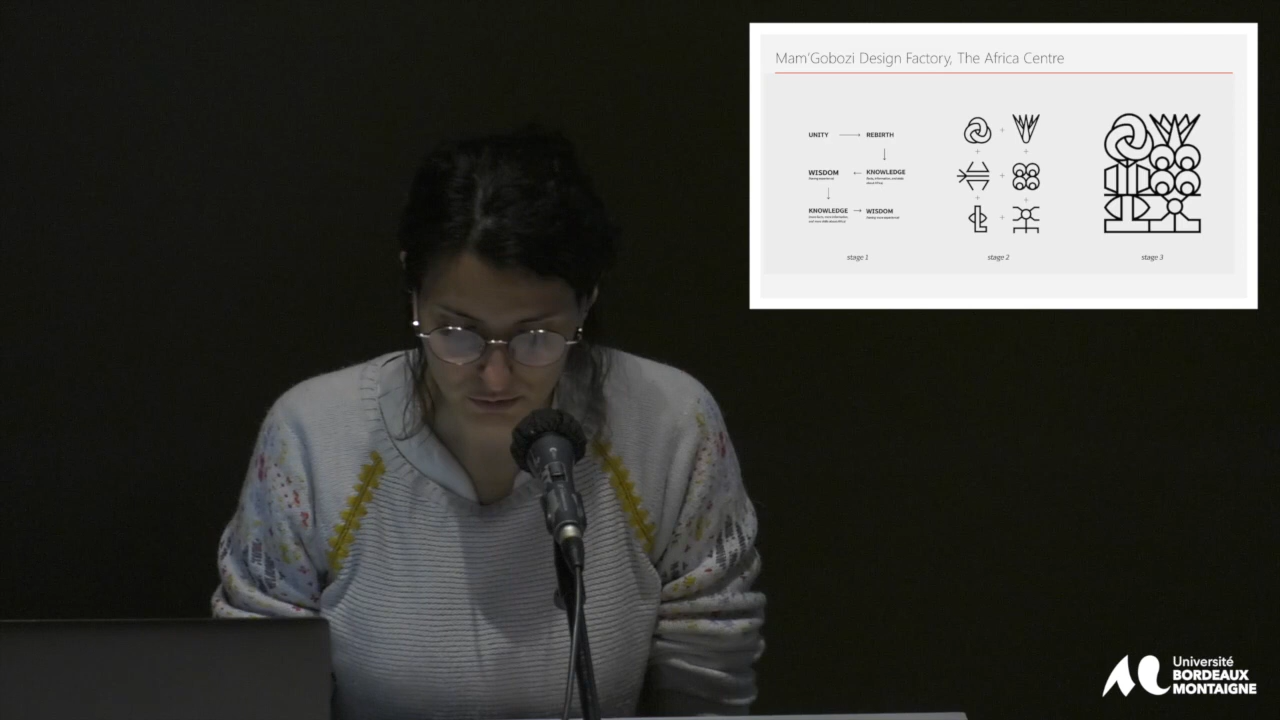 Mam'Gobozi Design Factory, The Africa Centre
UNITY → REBIRTH
WISDOM ← KNOWLEDGE
KNOWLEDGE → WISDOM
stage 1
stage 2
stage 3
Université
BORDEAUX
MONTAIGNE